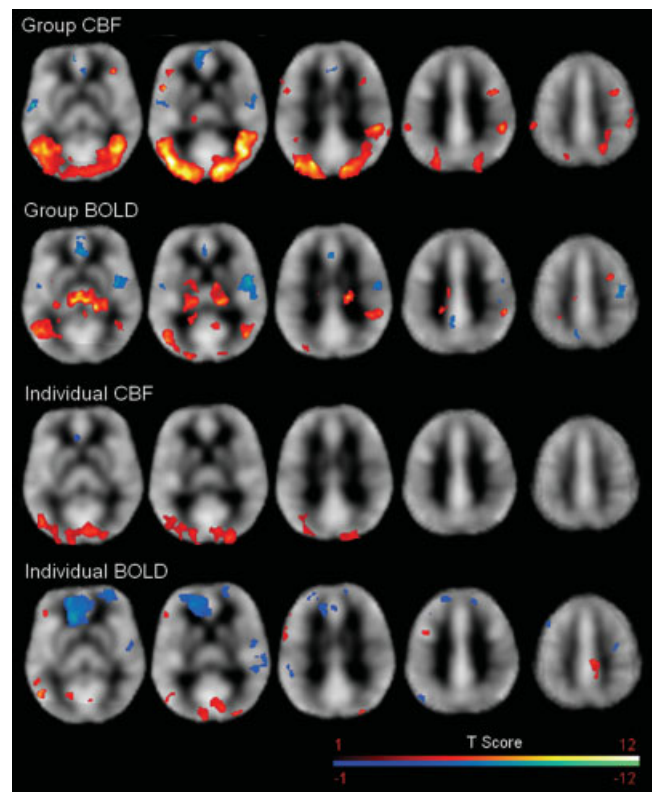 Group CBF
Group BOLD
Individual CBF
Individual BOLD
1 T Score 12
-1 -12